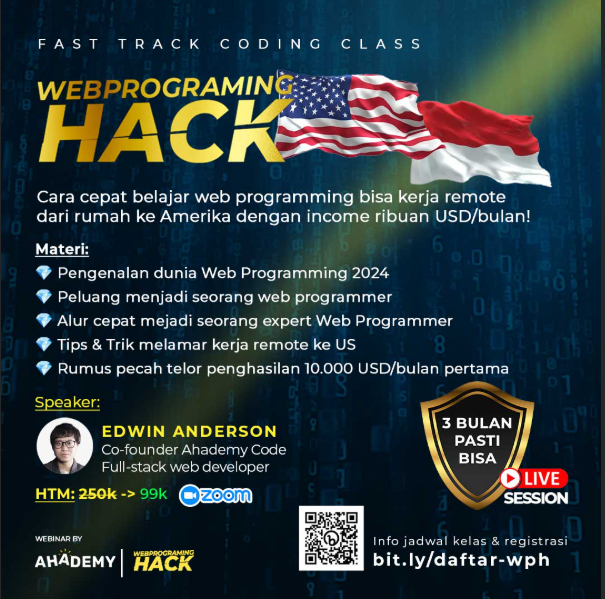 FAST TRACK CODING CLASS
WEBPROGRAMING
HACK
Cara cepat belajar web programming bisa kerja remote
dari rumah ke Amerika dengan income ribuan USD/bulan!
Materi:
Pengenalan dunia Web Programming 2024
Peluang menjadi seorang web programmer
Alur cepat mejadi seorang expert Web Programmer
Tips & Trik melamar kerja remote ke US
Rumus pecah telor penghasilan 10.000 USD/bulan pertama
Speaker:
EDWIN ANDERSON
Co-founder Ahademy Code
Full-stack web developer
HTM: 250k -> 99k zoom
3 BULAN
PASTI
BISA
LIVE
SESSION
WEBINAR BY
AHADEMY
WEBPROGRAMING
HACK
Info jadwal kelas & registrasi
bit.ly/daftar-wph